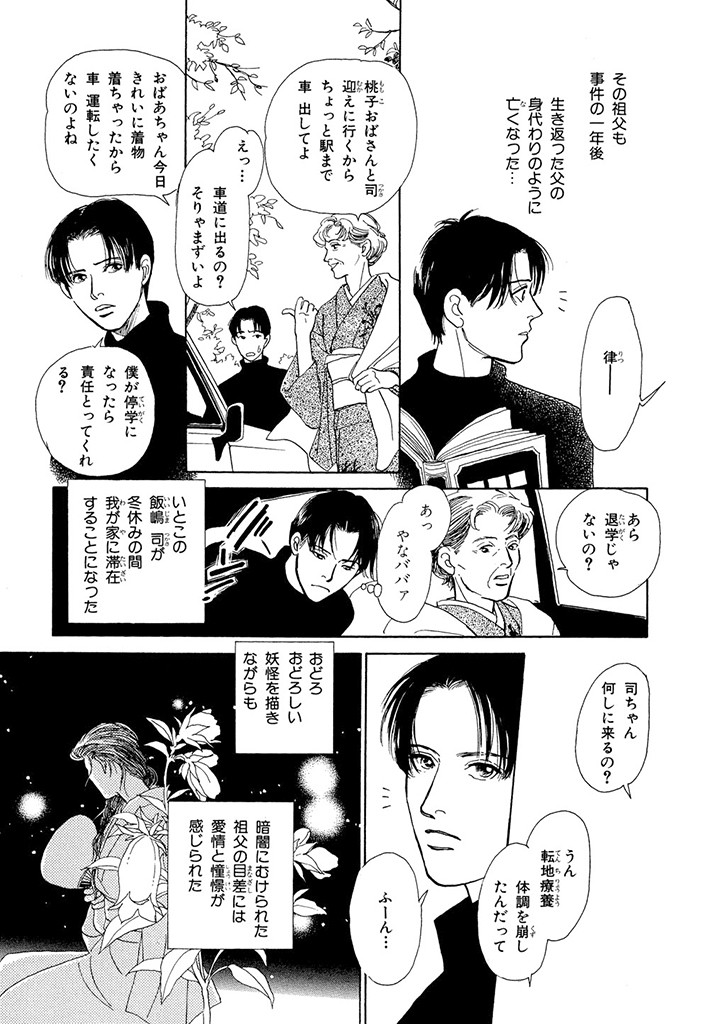 その祖父も
事件の一年後
生き返った父の
身代わりのように
亡くなった…
律ー
桃子おばさんと司
迎えに行くから
ちょっと駅まで
車 出してよ
えっ…
車道に出るの？
そりゃまずいよ
おばあちゃん今日
きれいに着物
着ちゃったから
車 運転したく
ないのよね
僕が停学に
なったら
責任とってくれ
る？
あら
退学じゃ
ないの？
あっ
やなババァ
いとこの
飯嶋 司が
冬休みの間
我が家に滞在
することになった
司ちゃん
何しに来るの？
うん
転地療養
体調を崩し
たんだって
ふーん…
おどろ
おどろしい
妖怪を描き
ながらも
暗闇にむけられた
祖父の目差には
愛情と憧憬が
感じられた